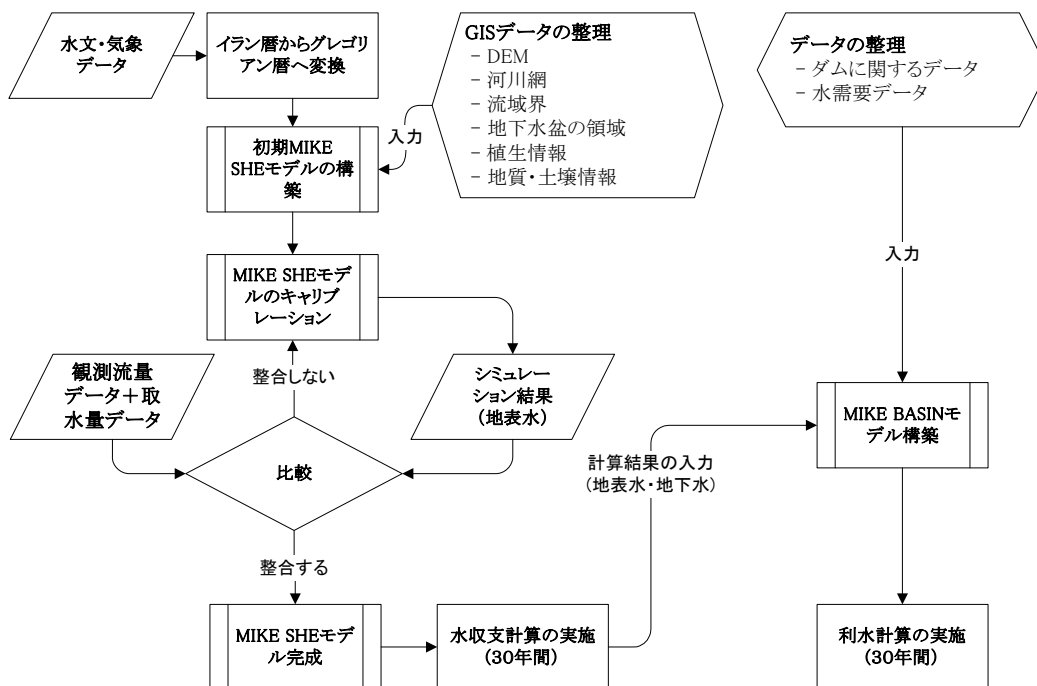 水文・気象
データ
イラン暦からグレゴリ
アン暦へ変換
GISデータの整理
- DEM
- 河川網
- 流域界
- 地下水盆の領域
- 植生情報
- 地質・土壌情報
データの整理
- ダムに関するデータ
- 水需要データ
入力
初期MIKE
SHEモデルの構
築
入力
MIKE SHEモデ
ルのキャリブ
レーション
整合しない
観測流量
データ+取
水量データ
シミュレー
ション結果
(地表水)
MIKE BASINモ
デル構築
比較
計算結果の入力
(地表水・地下水)
整合する
MIKE SHEモデ
ル完成
水収支計算の実施
(30年間)
利水計算の実施
(30年間)